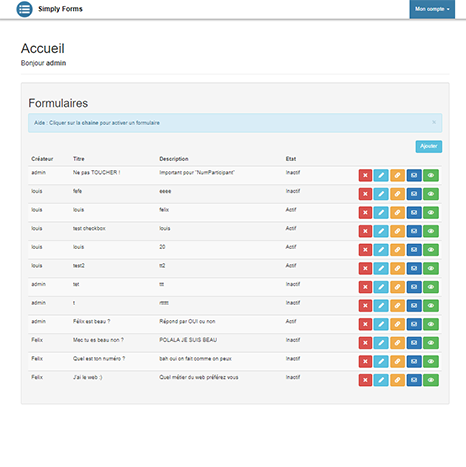 Simply Forms
Mon compte
Accueil
Bonjour admin
Formulaires
Aide : Cliquer sur la chaine pour activer un formulaire ×
Ajouter
Créateur Titre Description Etat
admin Ne pas TOUCHER ! Important pour "NumParticipant" Inactif
louis fefe eeee Inactif
louis louis felix Actif
louis test checkbox louis Actif
louis louis 20 Actif
louis test2 tt2 Actif
admin tet ttt Inactif
admin t rttttt Inactif
admin Félix est beau ? Répond par OUI ou non Actif
Felix Mec tu es beau non ? POLALA JE SUIS BEAU Inactif
Felix Quel est ton numéro ? bah oui on fait comme on peux Inactif
Felix J'ai le web :) Quel métier du web préférez vous Inactif